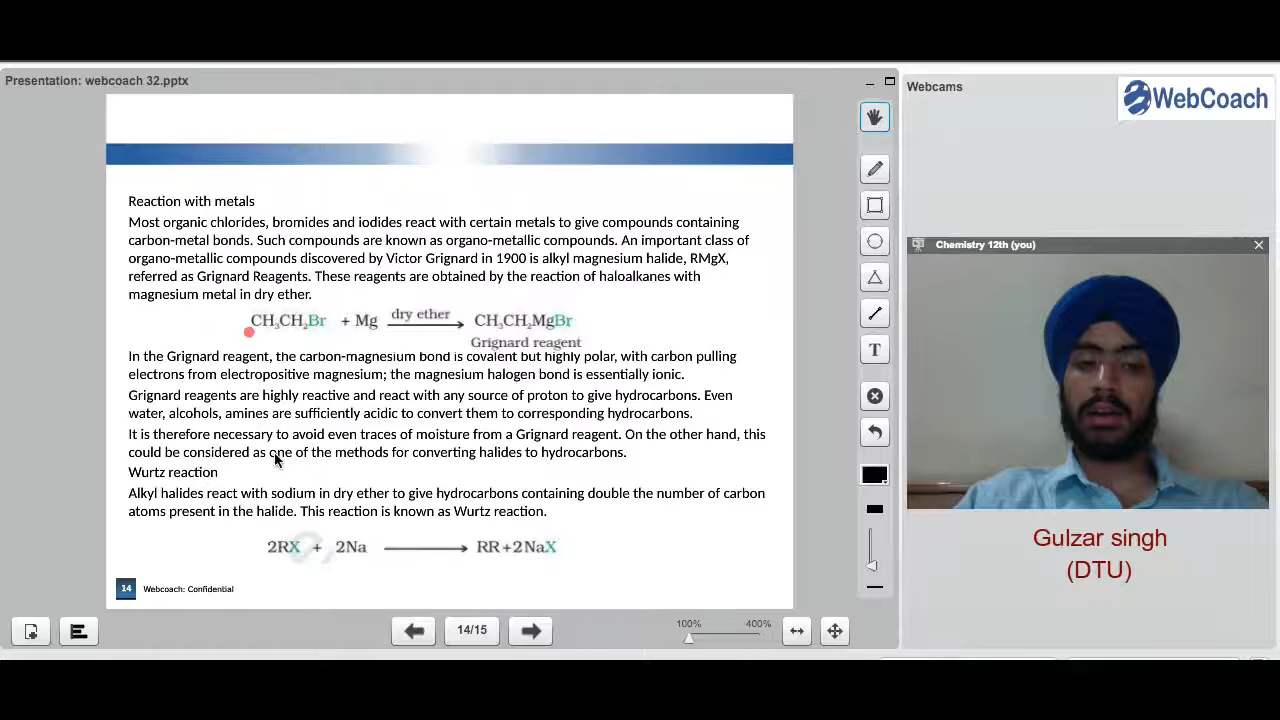 Presentation: webcoach 32.pptx
Webcams
WebCoach
Reaction with metals
Most organic chlorides, bromides and iodides react with certain metals to give compounds containing
carbon-metal bonds. Such compounds are known as organo-metallic compounds. An important class of
organo-metallic compounds discovered by Victor Grignard in 1900 is alkyl magnesium halide, RMgX,
referred as Grignard Reagents. These reagents are obtained by the reaction of haloalkanes with
magnesium metal in dry ether.
CH₃CH₂Br + Mg dry ether → CH₃CH₂MgBr
Grignard reagent
In the Grignard reagent, the carbon-magnesium bond is covalent but highly polar, with carbon pulling
electrons from electropositive magnesium; the magnesium halogen bond is essentially ionic.
Grignard reagents are highly reactive and react with any source of proton to give hydrocarbons. Even
water, alcohols, amines are sufficiently acidic to convert them to corresponding hydrocarbons.
It is therefore necessary to avoid even traces of moisture from a Grignard reagent. On the other hand, this
could be considered as one of the methods for converting halides to hydrocarbons.
Wurtz reaction
Alkyl halides react with sodium in dry ether to give hydrocarbons containing double the number of carbon
atoms present in the halide. This reaction is known as Wurtz reaction.
2RX + 2Na → RR+2NaX
14 Webcoach: Confidential
T
14/15
100% 400%
Chemistry 12th (you)
Gulzar singh
(DTU)